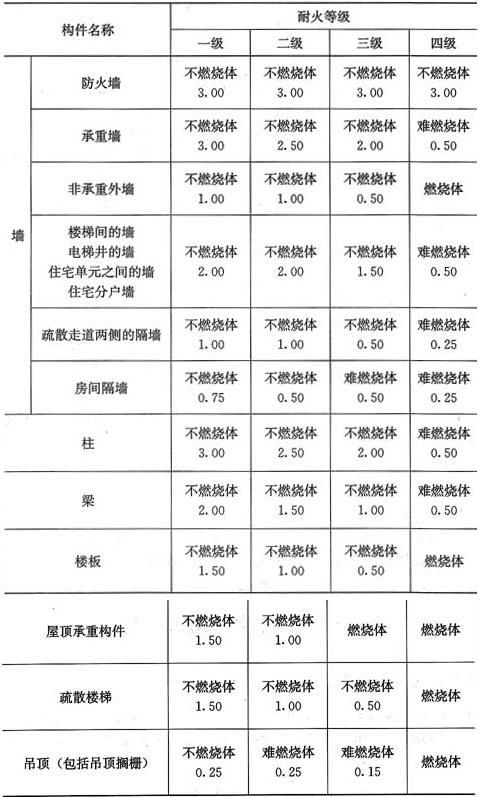 构件名称
耐火等级
一级 二级 三级 四级
墙
防火墙
不燃烧体 不燃烧体 不燃烧体 不燃烧体
3.00 3.00 3.00 3.00
承重墙
不燃烧体 不燃烧体 不燃烧体 难燃烧体
3.00 2.50 2.00 0.50
非承重外墙
不燃烧体 不燃烧体 不燃烧体 燃烧体
1.00 1.00 0.50
楼梯间的墙
电梯井的墙
住宅单元之间的墙
住宅分户墙
不燃烧体 不燃烧体 不燃烧体 难燃烧体
2.00 2.00 1.50 0.50
疏散走道两侧的隔墙
不燃烧体 不燃烧体 不燃烧体 难燃烧体
1.00 1.00 0.50 0.25
房间隔墙
不燃烧体 不燃烧体 难燃烧体 难燃烧体
0.75 0.50 0.50 0.25
柱
不燃烧体 不燃烧体 不燃烧体 难燃烧体
3.00 2.50 2.00 0.50
梁
不燃烧体 不燃烧体 不燃烧体 难燃烧体
2.00 1.50 1.00 0.50
楼板
不燃烧体 不燃烧体 不燃烧体 燃烧体
1.50 1.00 0.50
屋顶承重构件
不燃烧体 不燃烧体 燃烧体 燃烧体
1.50 1.00
疏散楼梯
不燃烧体 不燃烧体 不燃烧体 燃烧体
1.50 1.00 0.50
吊顶（包括吊顶搁栅）
不燃烧体 难燃烧体 难燃烧体 燃烧体
0.25 0.25 0.15